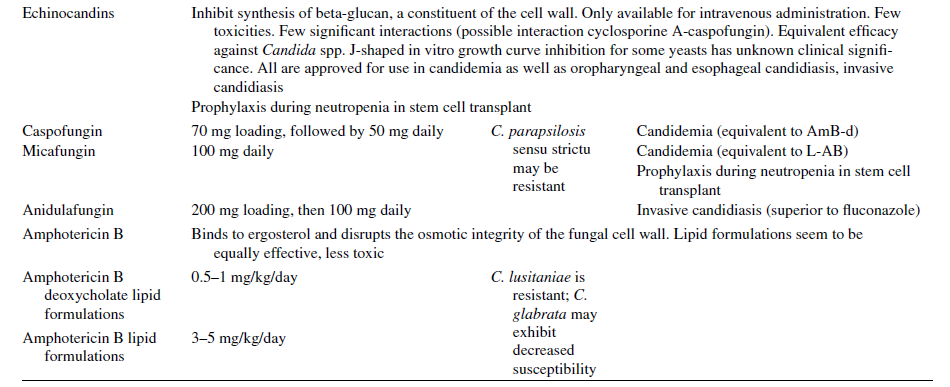 Echinocandins Inhibit synthesis of beta-glucan, a constituent of the cell wall. Only available for intravenous administration. Few
toxicities. Few significant interactions (possible interaction cyclosporine A-caspofungin). Equivalent efficacy
against Candida spp. J-shaped in vitro growth curve inhibition for some yeasts has unknown clinical signifi-
cance. All are approved for use in candidemia as well as oropharyngeal and esophageal candidiasis, invasive
candidiasis
Prophylaxis during neutropenia in stem cell transplant
Caspofungin 70 mg loading, followed by 50 mg daily C. parapsilosis Candidemia (equivalent to AmB-d)
Micafungin 100 mg daily sensu strictu Candidemia (equivalent to L-AB)
may be Prophylaxis during neutropenia in stem cell
resistant transplant
Anidulafungin 200 mg loading, then 100 mg daily Invasive candidiasis (superior to fluconazole)
Amphotericin B Binds to ergosterol and disrupts the osmotic integrity of the fungal cell wall. Lipid formulations seem to be
equally effective, less toxic
Amphotericin B 0.5–1 mg/kg/day C. lusitaniae is
deoxycholate lipid resistant; C.
formulations glabrata may
Amphotericin B lipid 3–5 mg/kg/day exhibit
formulations decreased
susceptibility